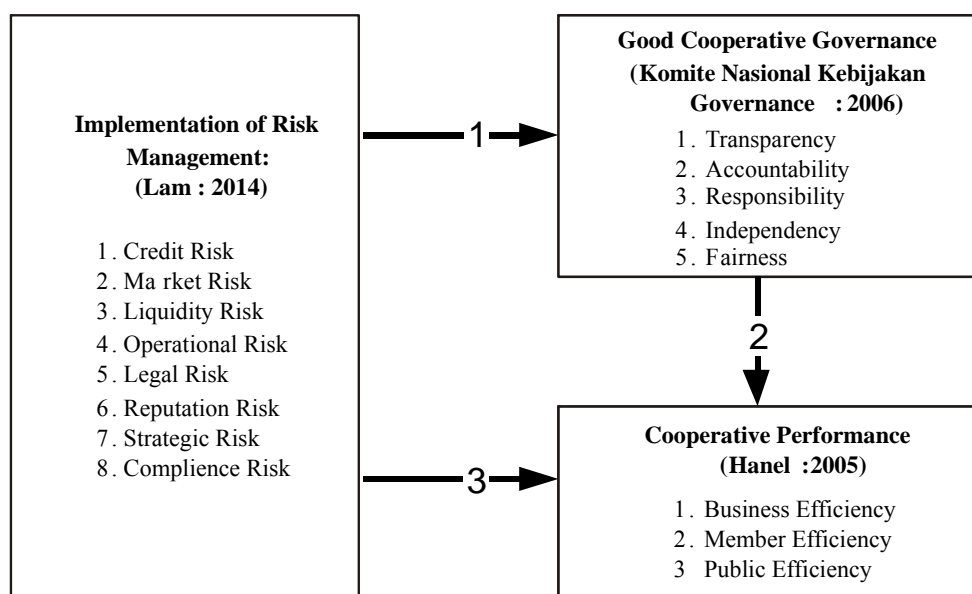 Implementation of Risk
Management:
(Lam : 2014)
1. Credit Risk
2. Ma rket Risk
3. Liquidity Risk
4. Operational Risk
5. Legal Risk
6. Reputation Risk
7. Strategic Risk
8. Complience Risk
1
3
Good Cooperative Governance
(Komite Nasional Kebijakan
Governance : 2006)
1. Transparency
2. Accountability
3. Responsibility
4. Independency
5. Fairness
2
Cooperative Performance
(Hanel :2005)
1. Business Efficiency
2. Member Efficiency
3 Public Efficiency